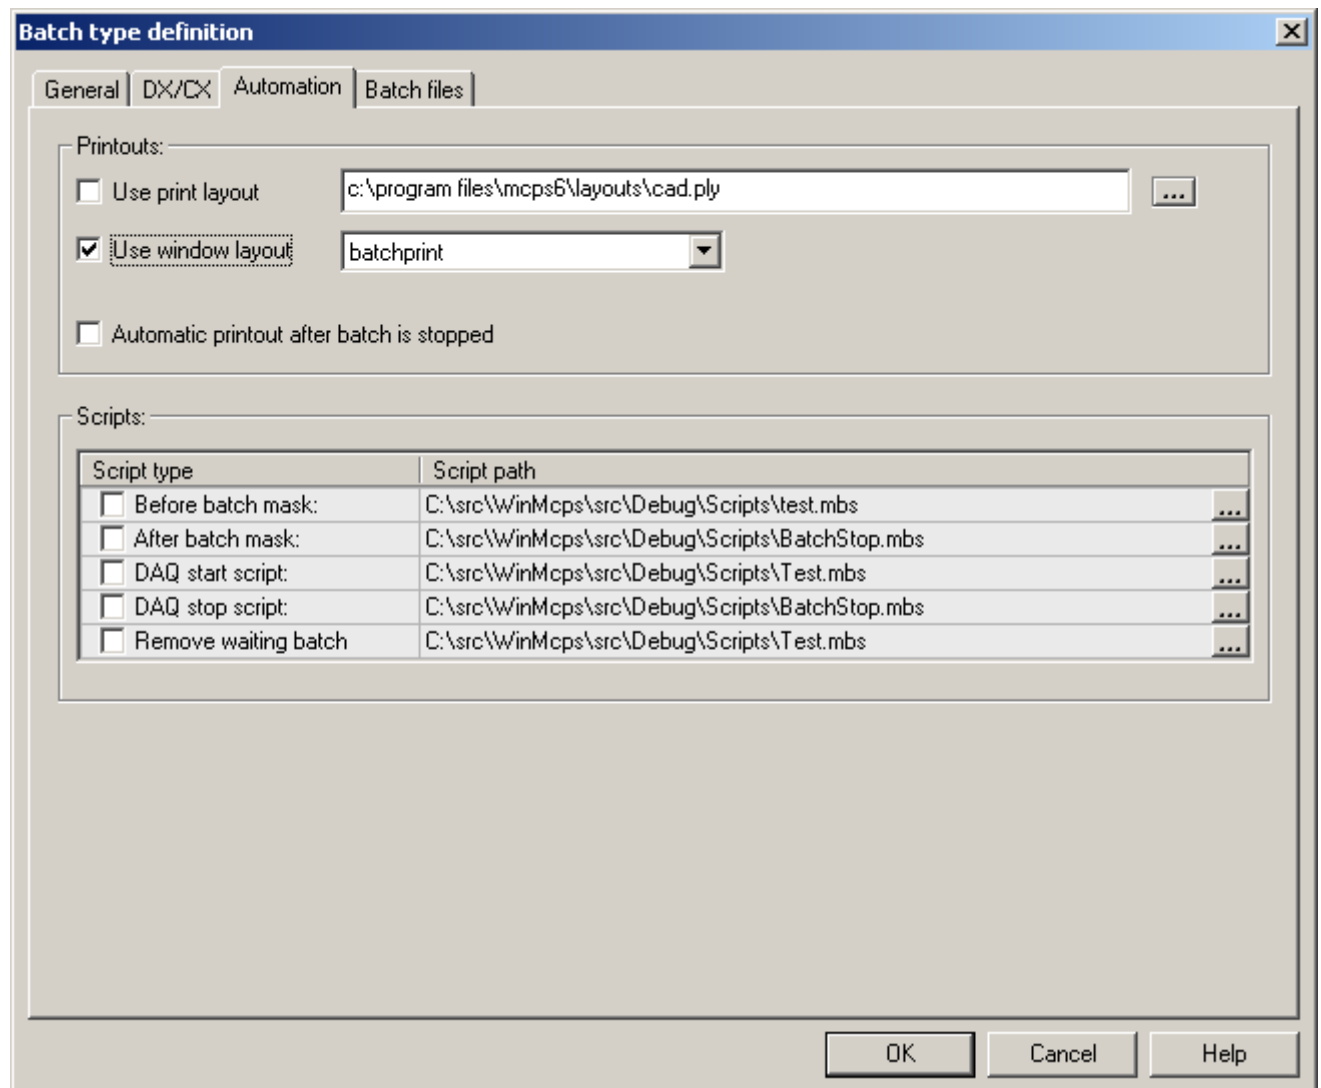 Batch type definition
General DX/CX Automation Batch files
Printouts:
Use print layout c:\program files\mcps6\layouts\cad.ply ...
Use window layout batchprint
Automatic printout after batch is stopped
Scripts:
Script type Script path
Before batch mask: C:\src\WinMcps\src\Debug\Scripts\test.mbs ...
After batch mask: C:\src\WinMcps\src\Debug\Scripts\BatchStop.mbs ...
DAQ start script: C:\src\WinMcps\src\Debug\Scripts\Test.mbs ...
DAQ stop script: C:\src\WinMcps\src\Debug\Scripts\BatchStop.mbs ...
Remove waiting batch C:\src\WinMcps\src\Debug\Scripts\Test.mbs ...
OK Cancel Help